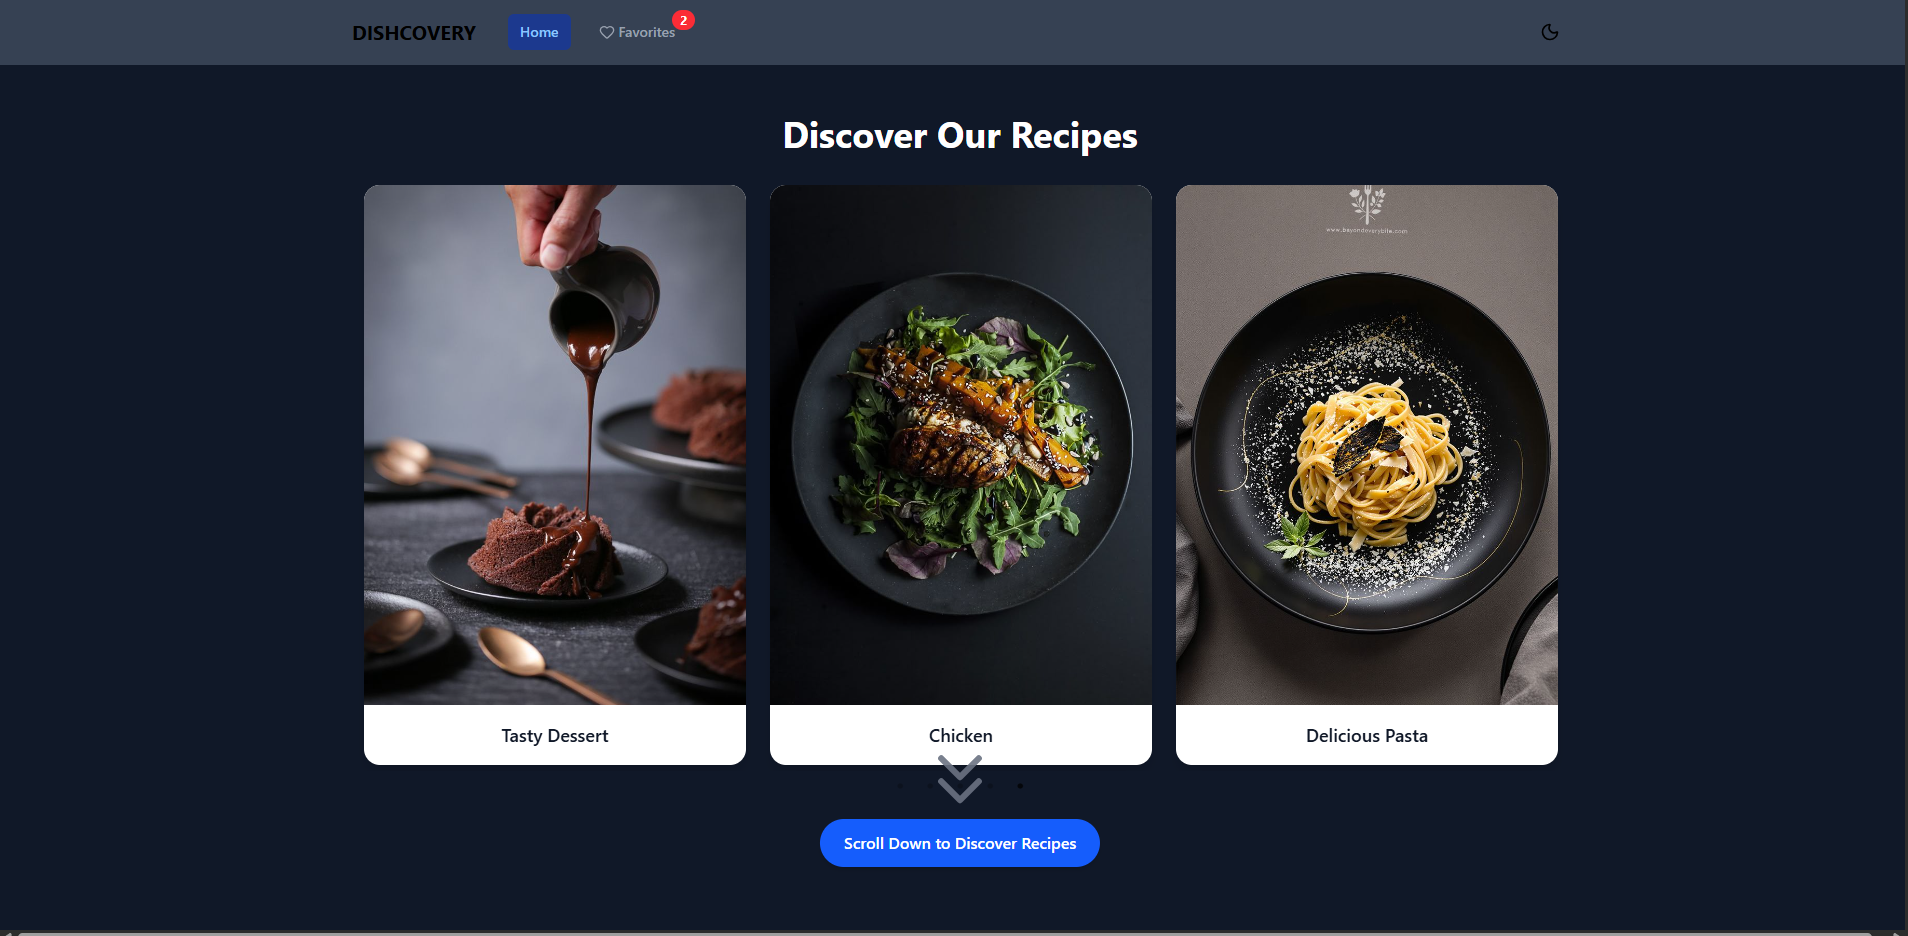 DISHCOVERY
Home
Favorites
2
Discover Our Recipes
www.beyondeverybite.com
Tasty Dessert
Chicken
Delicious Pasta
Scroll Down to Discover Recipes